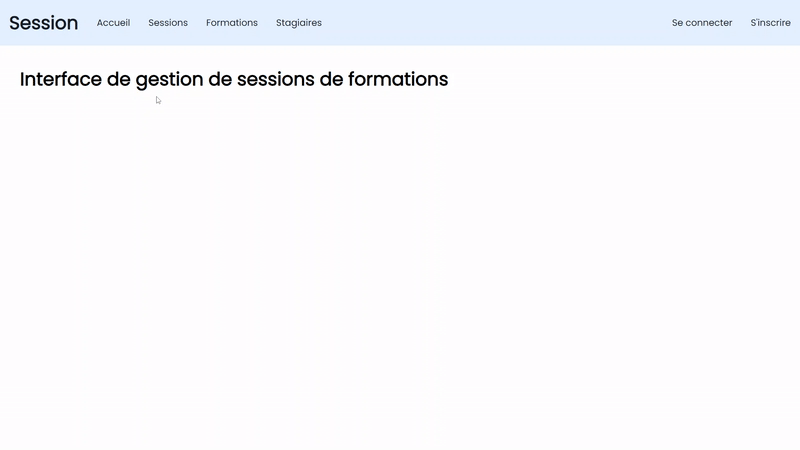 Session Accueil Sessions Formations Stagiaires Se connecter S'inscrire
Interface de gestion de sessions de formations